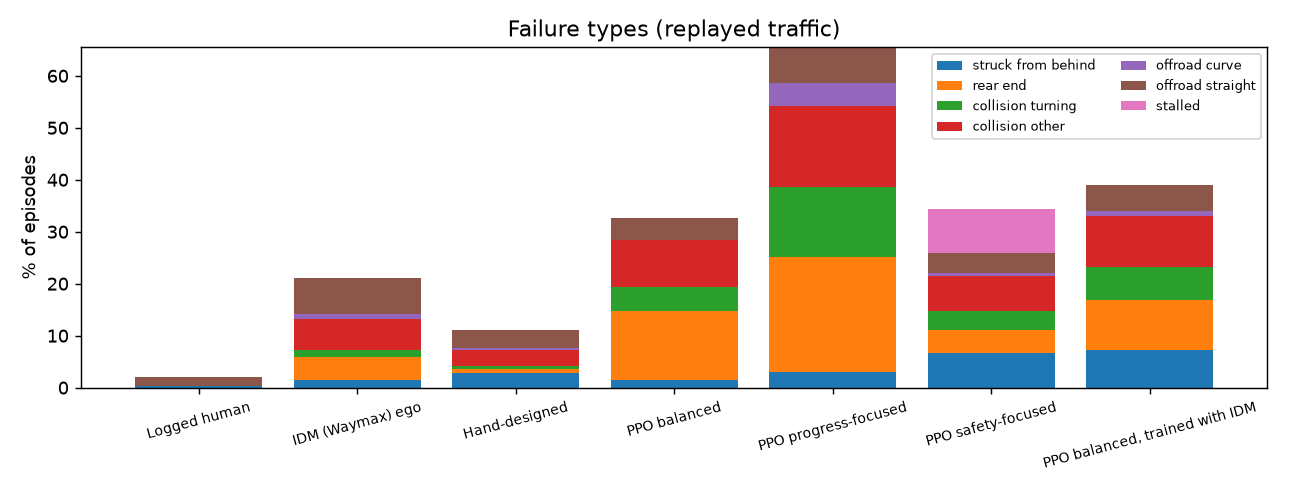 Failure types (replayed traffic)
% of episodes
60
50
40
30
20
10
0
struck from behind
rear end
collision turning
collision other
offroad curve
offroad straight
stalled
Logged human
IDM (Waymax) ego
Hand-designed
PPO balanced
PPO progress-focused
PPO safety-focused
PPO balanced, trained with IDM